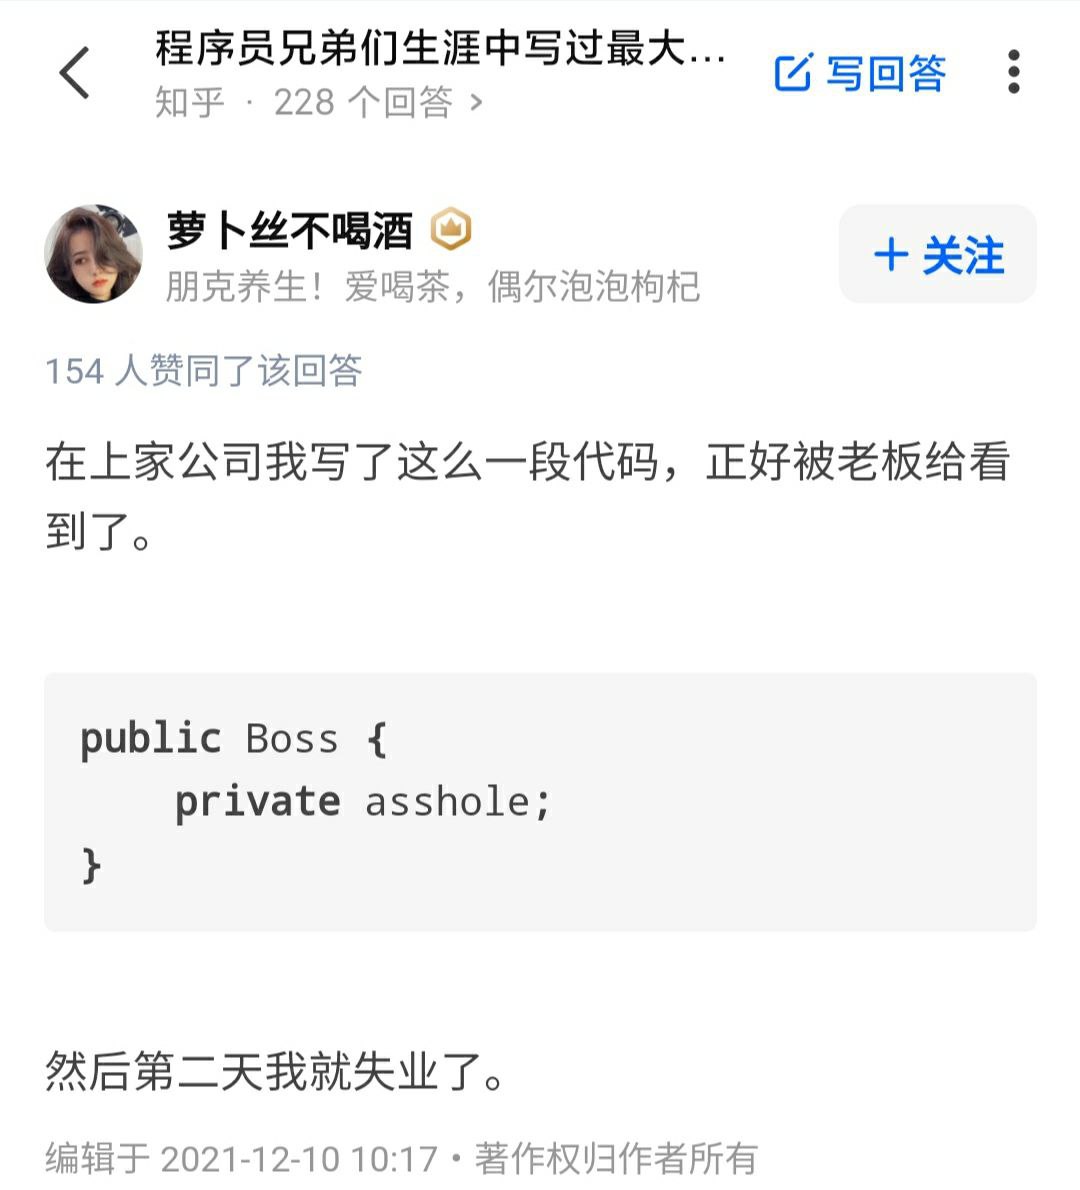 程序员兄弟们生涯中写过最大...
知乎 · 228 个回答 >
写回答
萝卜丝不喝酒
朋克养生！爱喝茶，偶尔泡泡枸杞
+ 关注
154 人赞同了该回答
在上家公司我写了这么一段代码，正好被老板给看
到了。
public Boss {
    private asshole;
}
然后第二天我就失业了。
编辑于 2021-12-10 10:17 · 著作权归作者所有